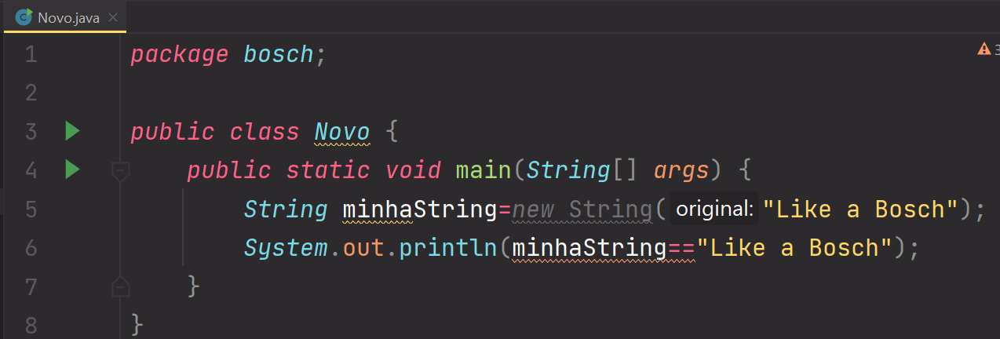 Novo.java
1 package bosch;
3
2
3 public class Novo {
4 public static void main(String[] args) {
5 String minhaString=new String( original: "Like a Bosch");
6 System.out.println(minhaString=="Like a Bosch");
7 }
8 }